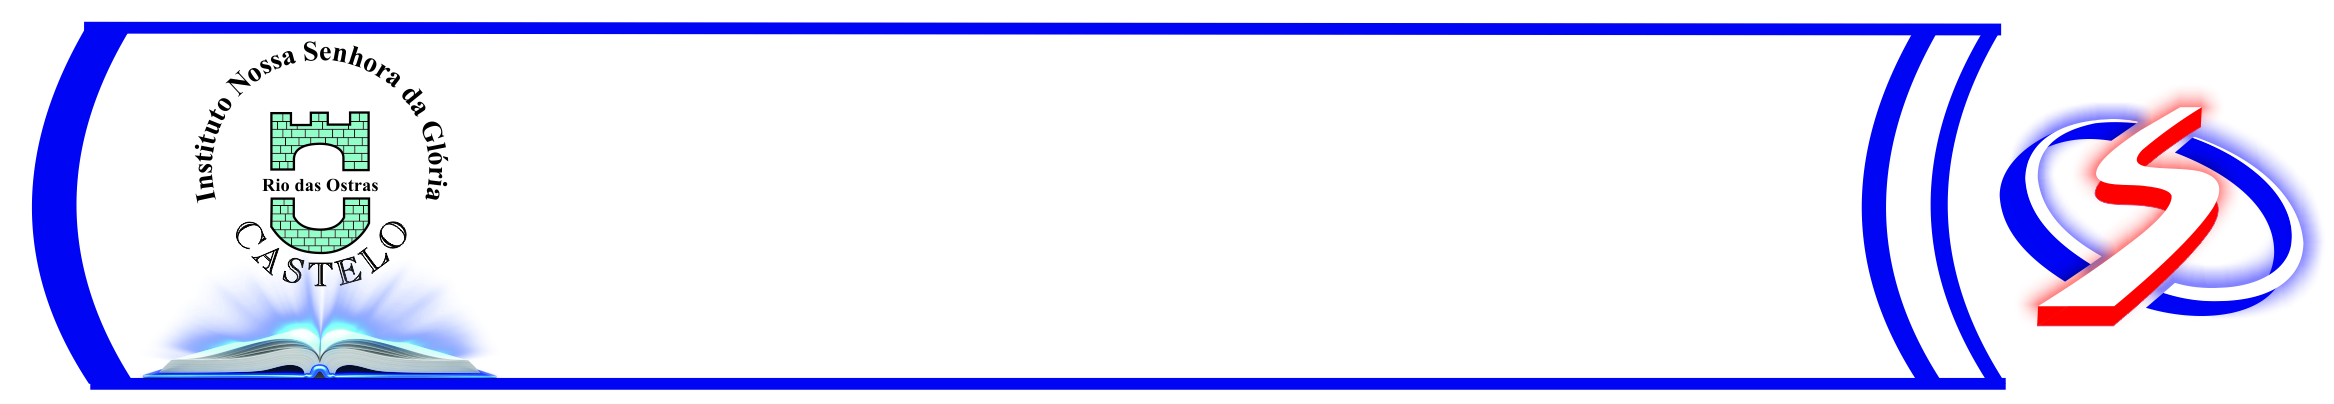 Instituto Nossa Senhora da Glória
Rio das Ostras
CASTELO
S